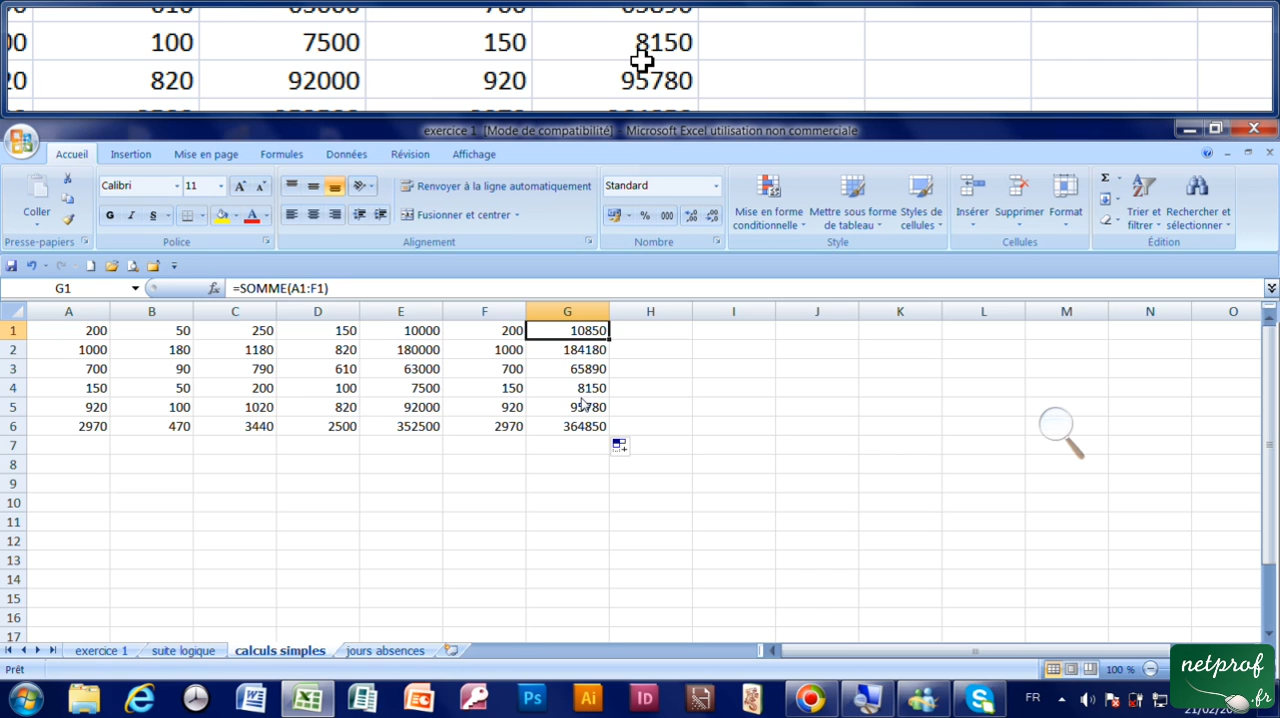 00 100 7500 150 8150
20 820 92000 920 95780
exercice 1 [Mode de compatibilité] - Microsoft Excel utilisation non commerciale
Accueil Insertion Mise en page Formules Données Révision Affichage
Coller
Presse-papiers
Calibri 11
G I S
Police
Renvoyer à la ligne automatiquement
Fusionner et centrer
Alignement
Standard
% 000
Nombre
Mise en forme conditionnelle
Mettre sous forme de tableau
Styles de cellules
Style
Insérer Supprimer Format
Cellules
Σ
Trier et filtrer
Rechercher et sélectionner
Édition
G1 fx =SOMME(A1:F1)
A B C D E F G H I J K L M N O
1 200 50 250 150 10000 200 10850
2 1000 180 1180 820 180000 1000 184180
3 700 90 790 610 63000 700 65890
4 150 50 200 100 7500 150 8150
5 920 100 1020 820 92000 920 95780
6 2970 470 3440 2500 352500 2970 364850
7
8
9
10
11
12
13
14
15
16
17
exercice 1 suite logique calculs simples jours absences
Prêt 100 %
netprof.fr
Ps Ai Id FR